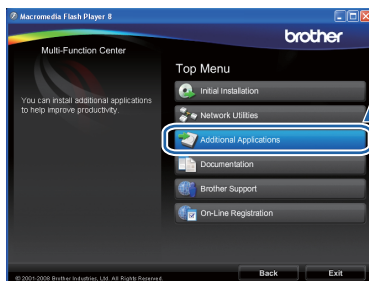 Macromedia Flash Player 8
brother
Multi-Function Center
Top Menu
You can install additional applications
to help improve productivity.
Initial Installation
Network Utilities
Additional Applications
Documentation
Brother Support
On-Line Registration
© 2001-2008 Brother Industries, Ltd. All Rights Reserved.
Back
Exit